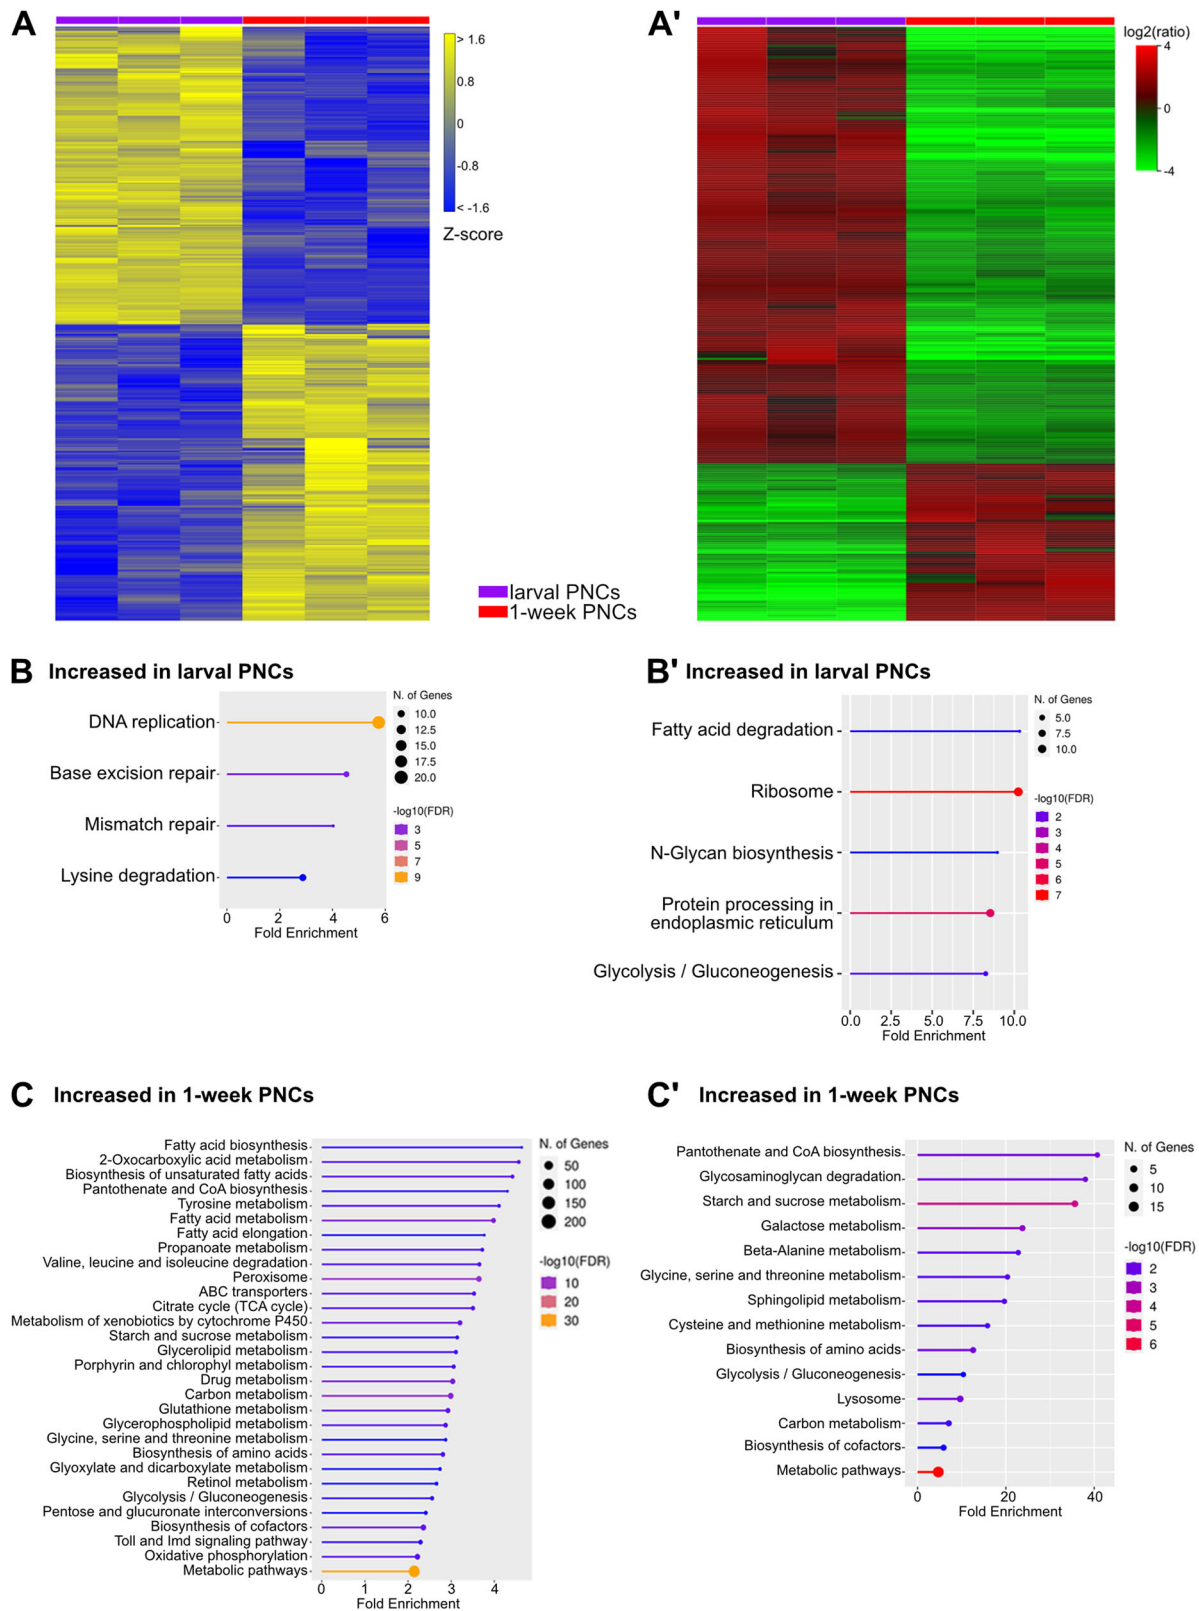 A
> 1.6
0.8
0
-0.8
< -1.6
Z-score
A'
log2(ratio)
4
0
-4
larval PNCs
1-week PNCs
B Increased in larval PNCs
DNA replication
Base excision repair
Mismatch repair
Lysine degradation
0 2 4 6
Fold Enrichment
N. of Genes
10.0
12.5
15.0
17.5
20.0
-log10(FDR)
3
5
7
9
B' Increased in larval PNCs
Fatty acid degradation
Ribosome
N-Glycan biosynthesis
Protein processing in
endoplasmic reticulum
Glycolysis / Gluconeogenesis
0.0 2.5 5.0 7.5 10.0
Fold Enrichment
N. of Genes
5.0
7.5
10.0
-log10(FDR)
2
3
4
5
6
7
C Increased in 1-week PNCs
Fatty acid biosynthesis
2-Oxocarboxylic acid metabolism
Biosynthesis of unsaturated fatty acids
Pantothenate and CoA biosynthesis
Tyrosine metabolism
Fatty acid metabolism
Fatty acid elongation
Propanoate metabolism
Valine, leucine and isoleucine degradation
Peroxisome
ABC transporters
Citrate cycle (TCA cycle)
Metabolism of xenobiotics by cytochrome P450
Starch and sucrose metabolism
Glycerolipid metabolism
Porphyrin and chlorophyl metabolism
Drug metabolism
Carbon metabolism
Glutathione metabolism
Glycerophospholipid metabolism
Glycine, serine and threonine metabolism
Biosynthesis of amino acids
Glyoxylate and dicarboxylate metabolism
Retinol metabolism
Glycolysis / Gluconeogenesis
Pentose and glucuronate interconversions
Biosynthesis of cofactors
Toll and Imd signaling pathway
Oxidative phosphorylation
Metabolic pathways
0 1 2 3 4
Fold Enrichment
N. of Genes
50
100
150
200
-log10(FDR)
10
20
30
C' Increased in 1-week PNCs
Pantothenate and CoA biosynthesis
Glycosaminoglycan degradation
Starch and sucrose metabolism
Galactose metabolism
Beta-Alanine metabolism
Glycine, serine and threonine metabolism
Sphingolipid metabolism
Cysteine and methionine metabolism
Biosynthesis of amino acids
Glycolysis / Gluconeogenesis
Lysosome
Carbon metabolism
Biosynthesis of cofactors
Metabolic pathways
0 20 40
Fold Enrichment
N. of Genes
5
10
15
-log10(FDR)
2
3
4
5
6